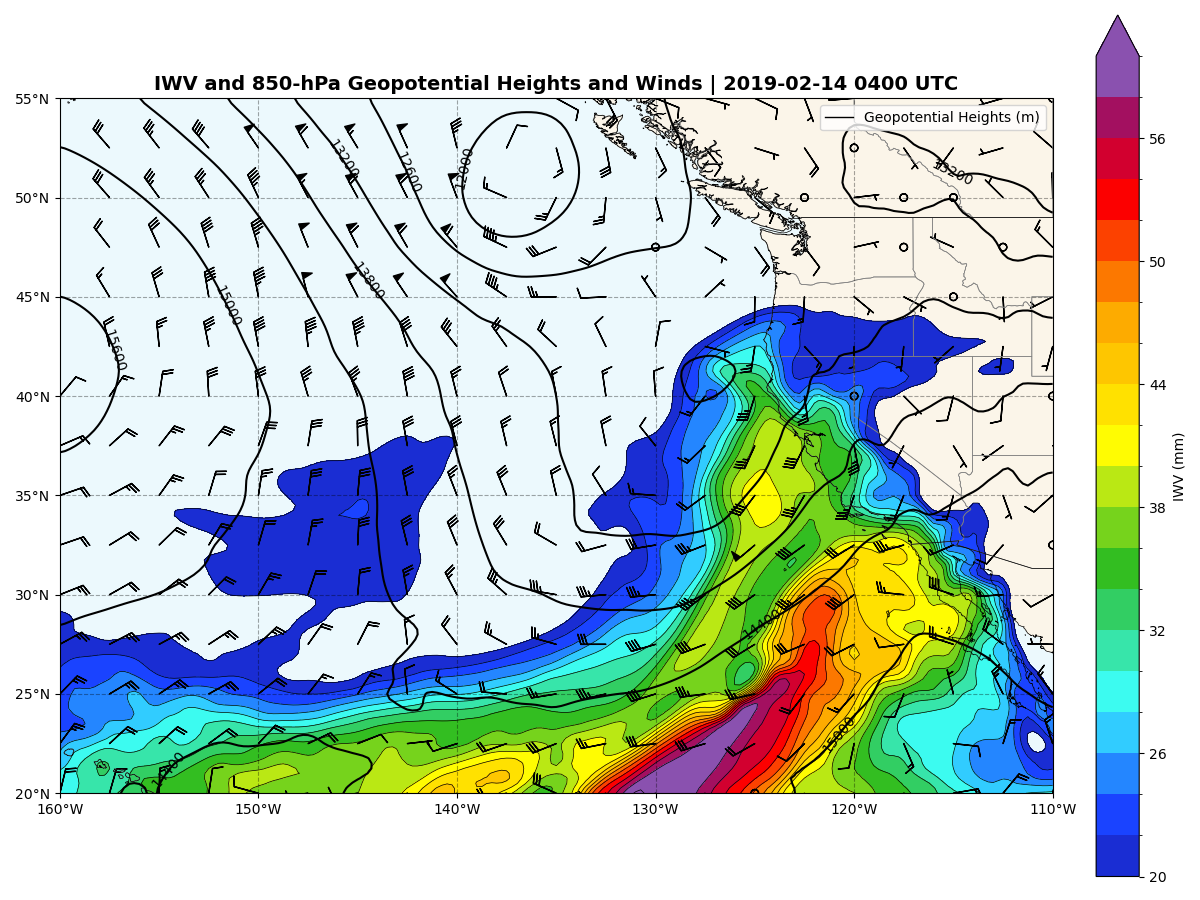 IWV and 850-hPa Geopotential Heights and Winds | 2019-02-14 0400 UTC
Geopotential Heights (m)
55°N
50°N
45°N
40°N
35°N
30°N
25°N
20°N
160°W
150°W
140°W
130°W
120°W
110°W
13200
12600
12000
13200
13800
15000
15600
14400
15000
14400
56
50
44
38
32
26
20
IWV (mm)